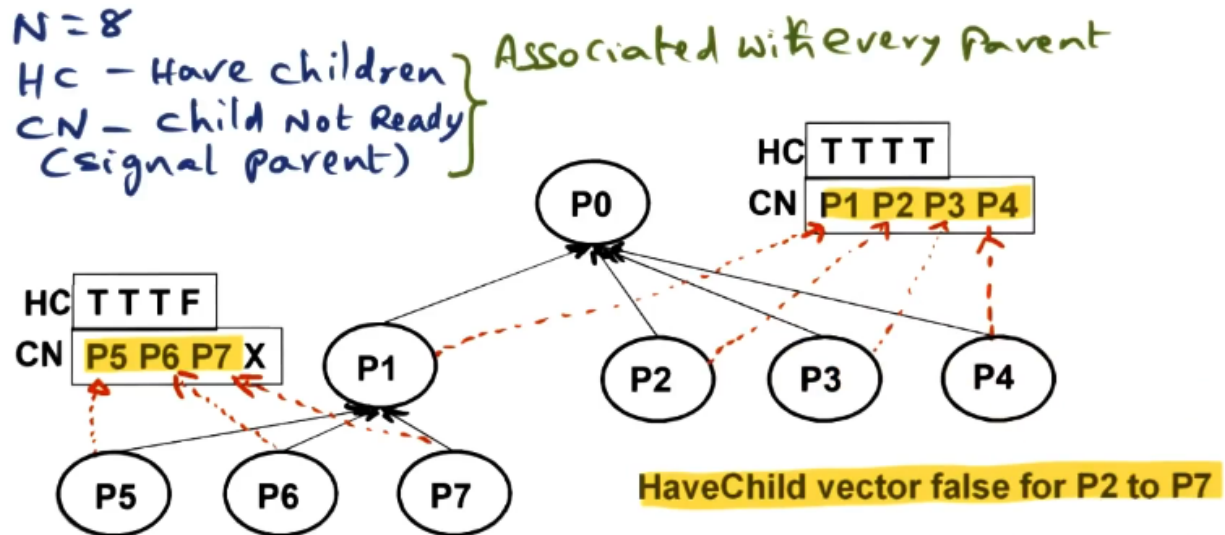 N = 8
HC – Have children
CN – Child Not Ready
(signal parent)
Associated with every parent
HC T T T T
CN P1 P2 P3 P4
P0
HC T T T F
CN P5 P6 P7 X
P1
P2
P3
P4
P5
P6
P7
HaveChild vector false for P2 to P7